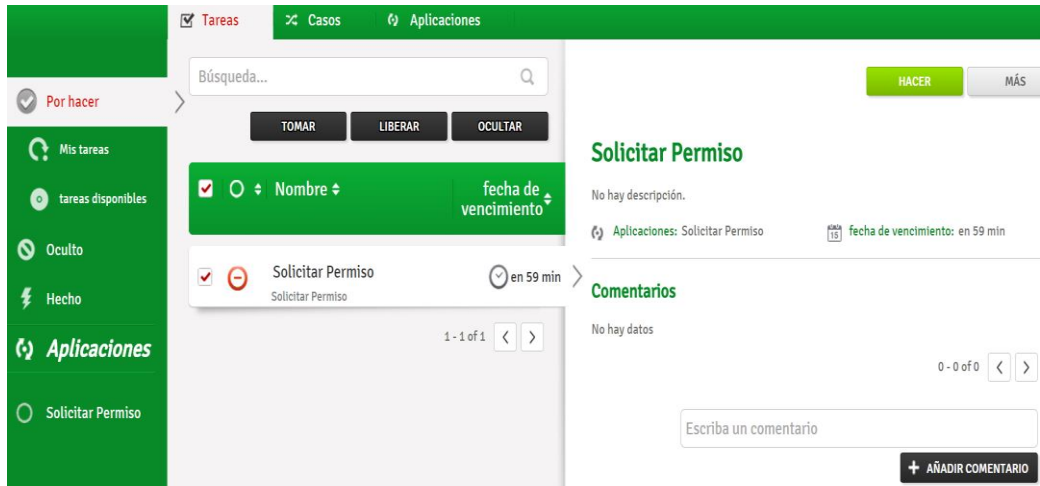 Tareas
Casos
Aplicaciones
Por hacer
Mis tareas
tareas disponibles
Oculto
Hecho
Aplicaciones
Solicitar Permiso
Búsqueda...
TOMAR LIBERAR OCULTAR
Nombre
fecha de
vencimiento
Solicitar Permiso
en 59 min
Solicitar Permiso
1 - 1 of 1
HACER
MÁS
Solicitar Permiso
No hay descripción.
Aplicaciones: Solicitar Permiso
15
fecha de vencimiento: en 59 min
Comentarios
No hay datos
0 - 0 of 0
Escriba un comentario
AÑADIR COMENTARIO